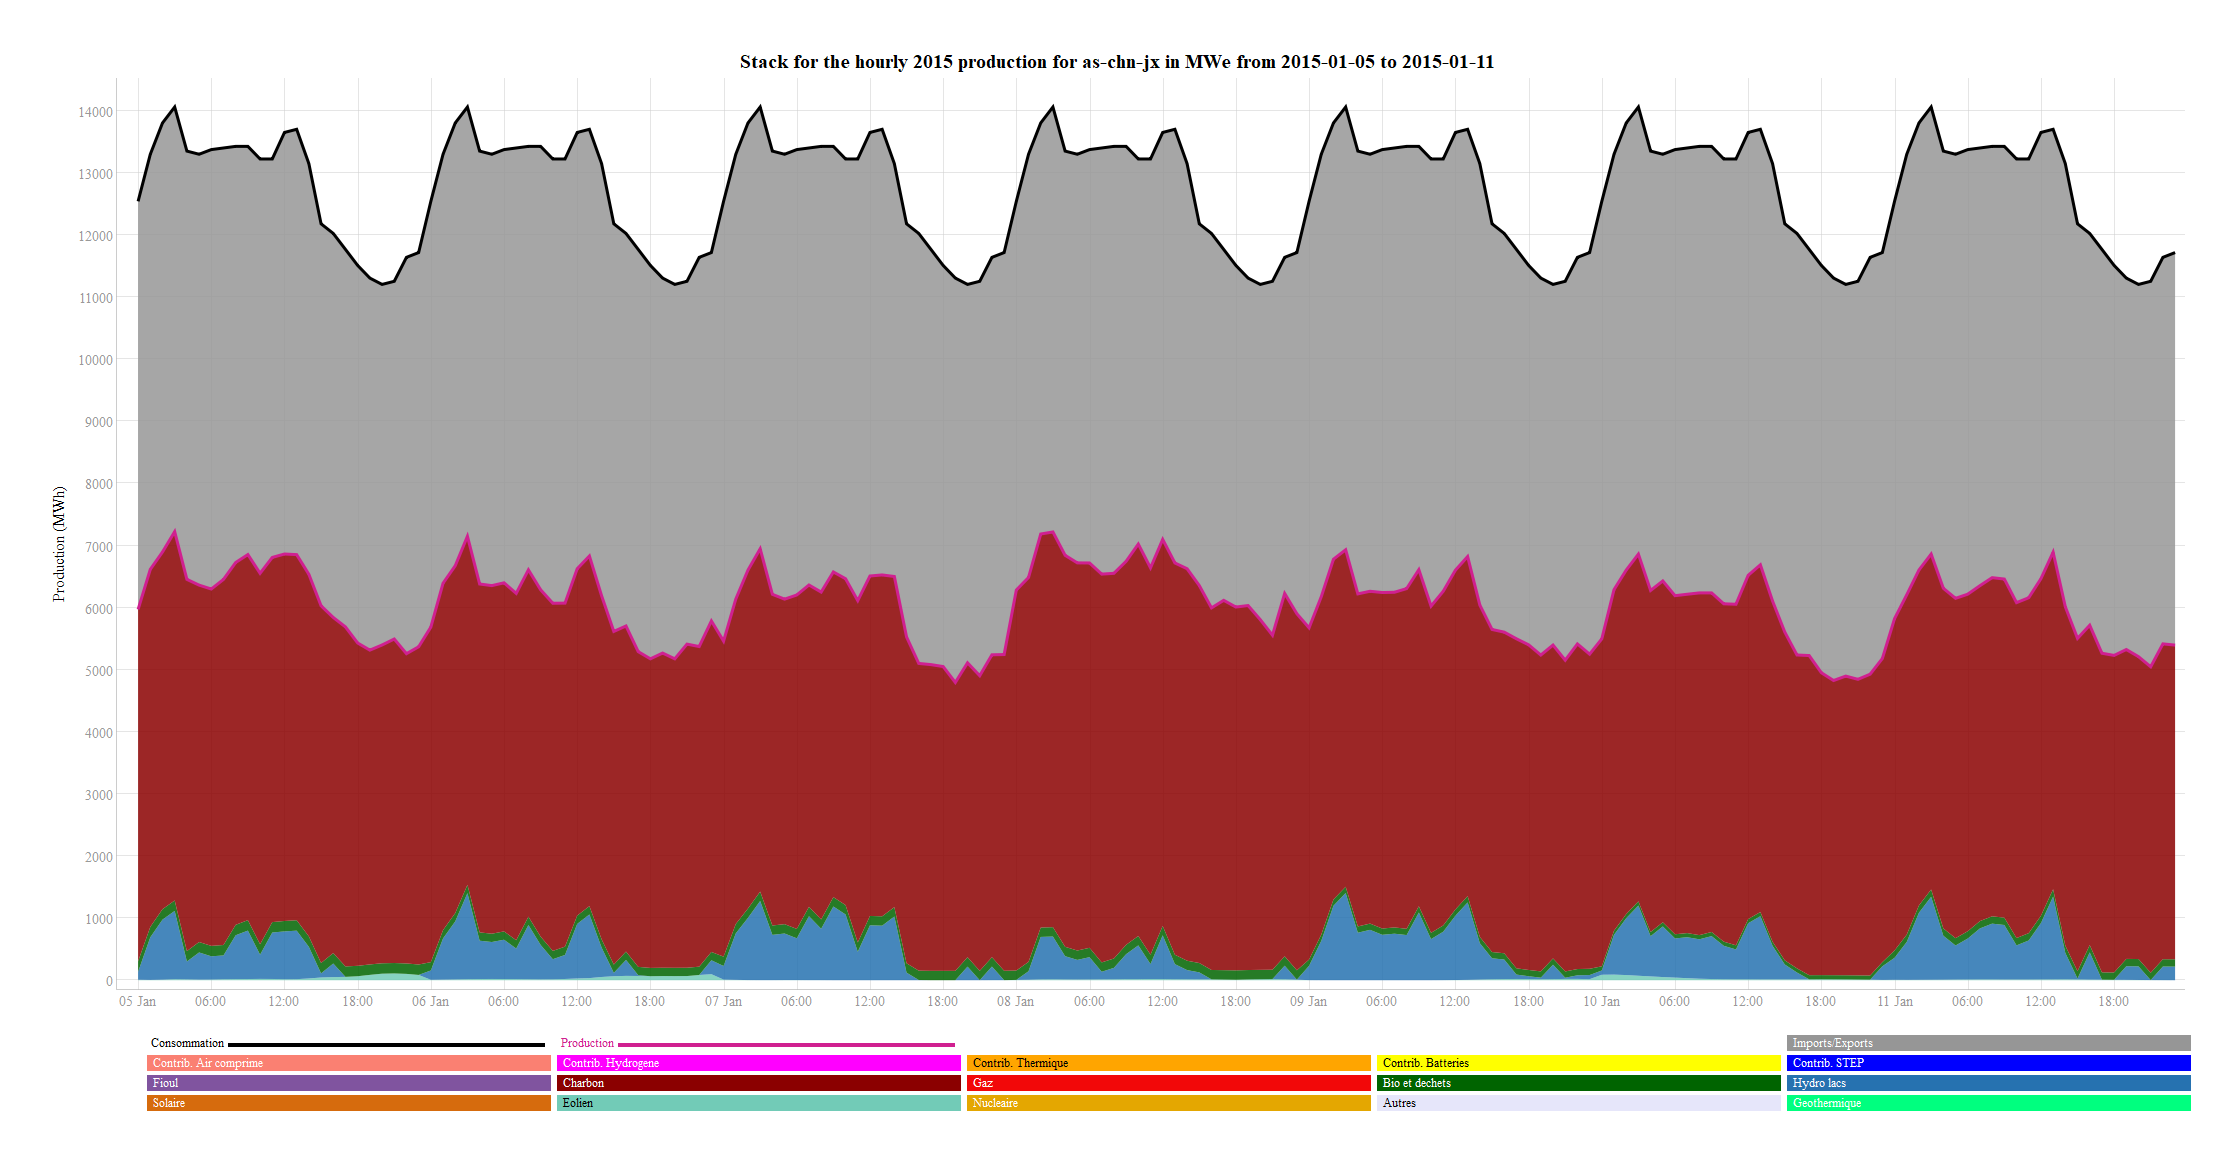 Stack for the hourly 2015 production for as-chn-jx in MWe from 2015-01-05 to 2015-01-11
Production (MWh)
14000
13000
12000
11000
10000
9000
8000
7000
6000
5000
4000
3000
2000
1000
0
05 Jan 06:00 12:00 18:00 06 Jan 06:00 12:00 18:00 07 Jan 06:00 12:00 18:00 08 Jan 06:00 12:00 18:00 09 Jan 06:00 12:00 18:00 10 Jan 06:00 12:00 18:00 11 Jan 06:00 12:00 18:00
Consommation Production Imports/Exports
Contrib. Air comprime Contrib. Hydrogene Contrib. Thermique Contrib. Batteries Contrib. STEP
Fioul Charbon Gaz Bio et dechets Hydro lacs
Solaire Eolien Nucleaire Autres Geothermique